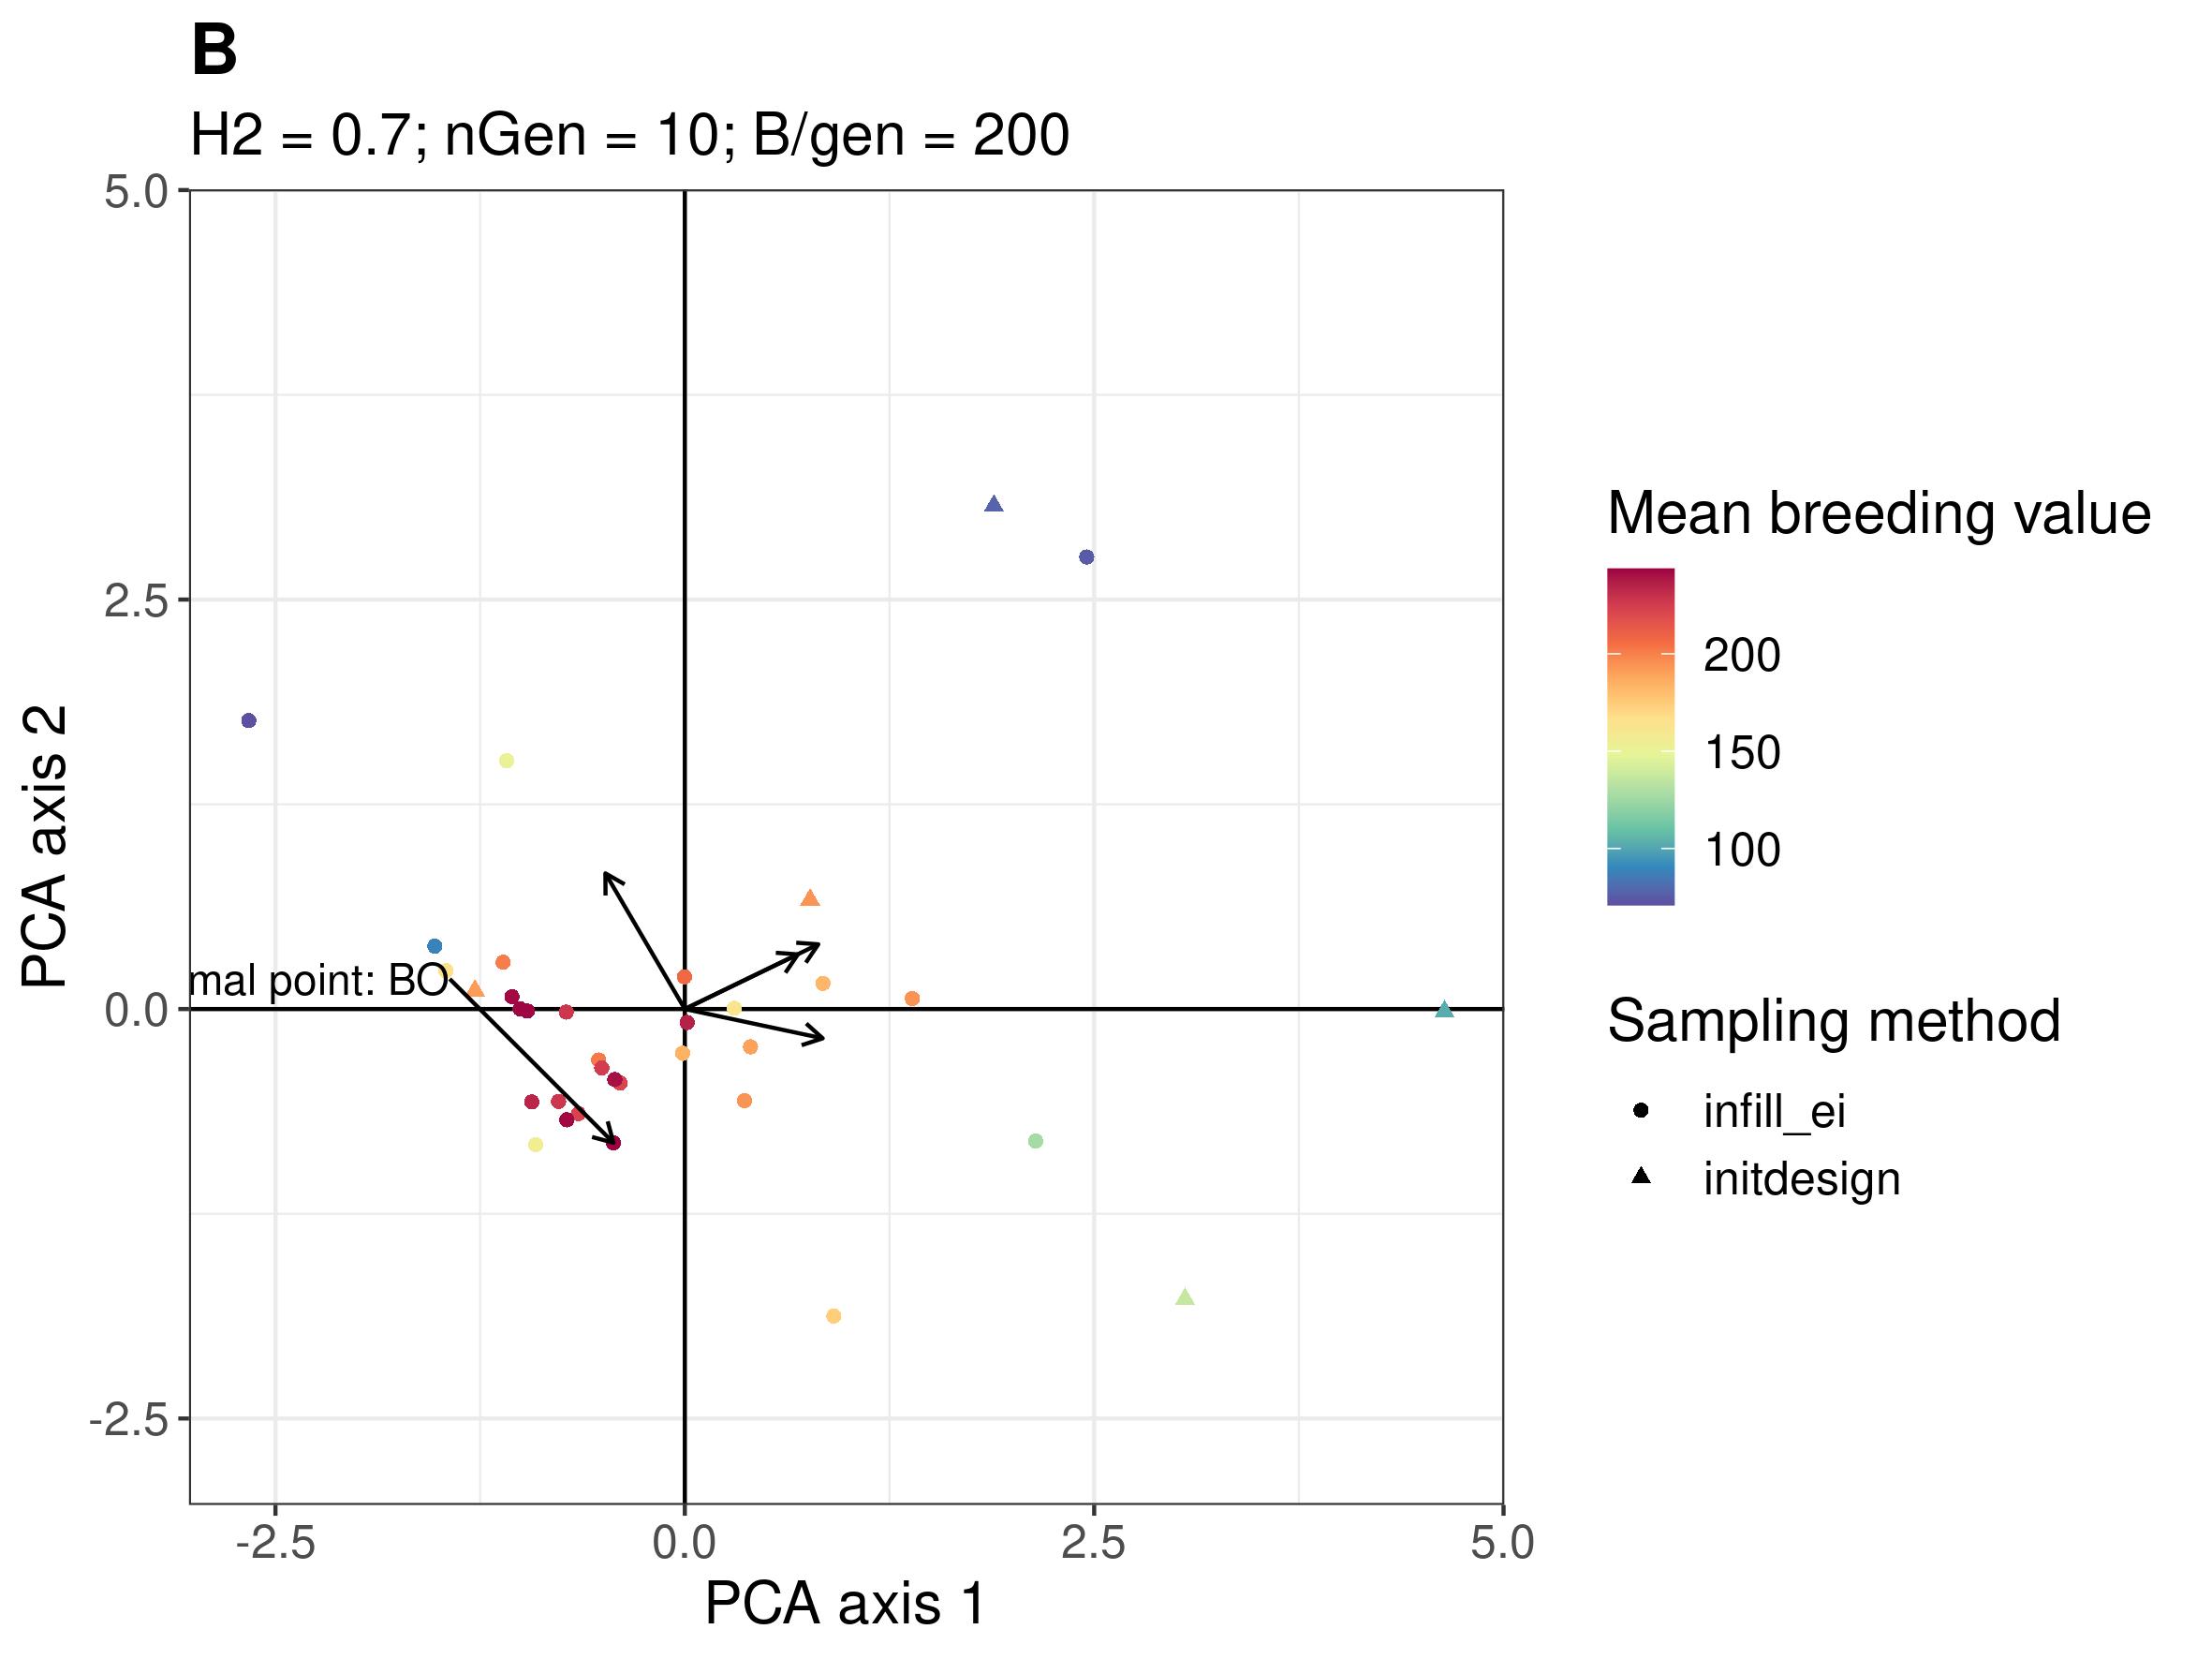 B
H2 = 0.7; nGen = 10; B/gen = 200
5.0
2.5
0.0
-2.5
PCA axis 2
mal point: BO
-2.5
0.0
2.5
5.0
PCA axis 1
Mean breeding value
200
150
100
Sampling method
infill_ei
initdesign